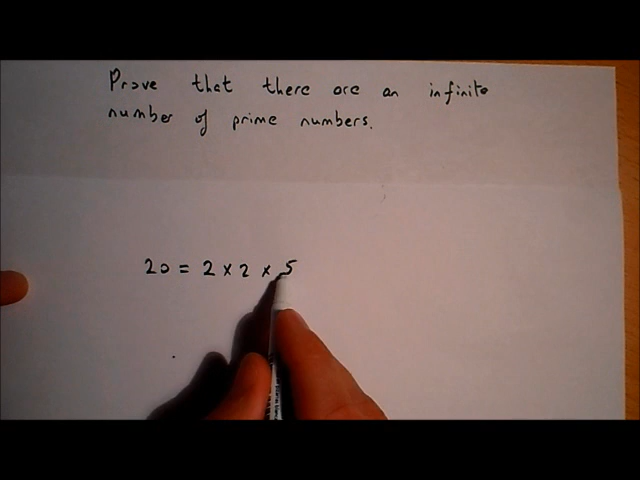 Prove that there are an infinite
number of prime numbers.
20 = 2 × 2 × 5